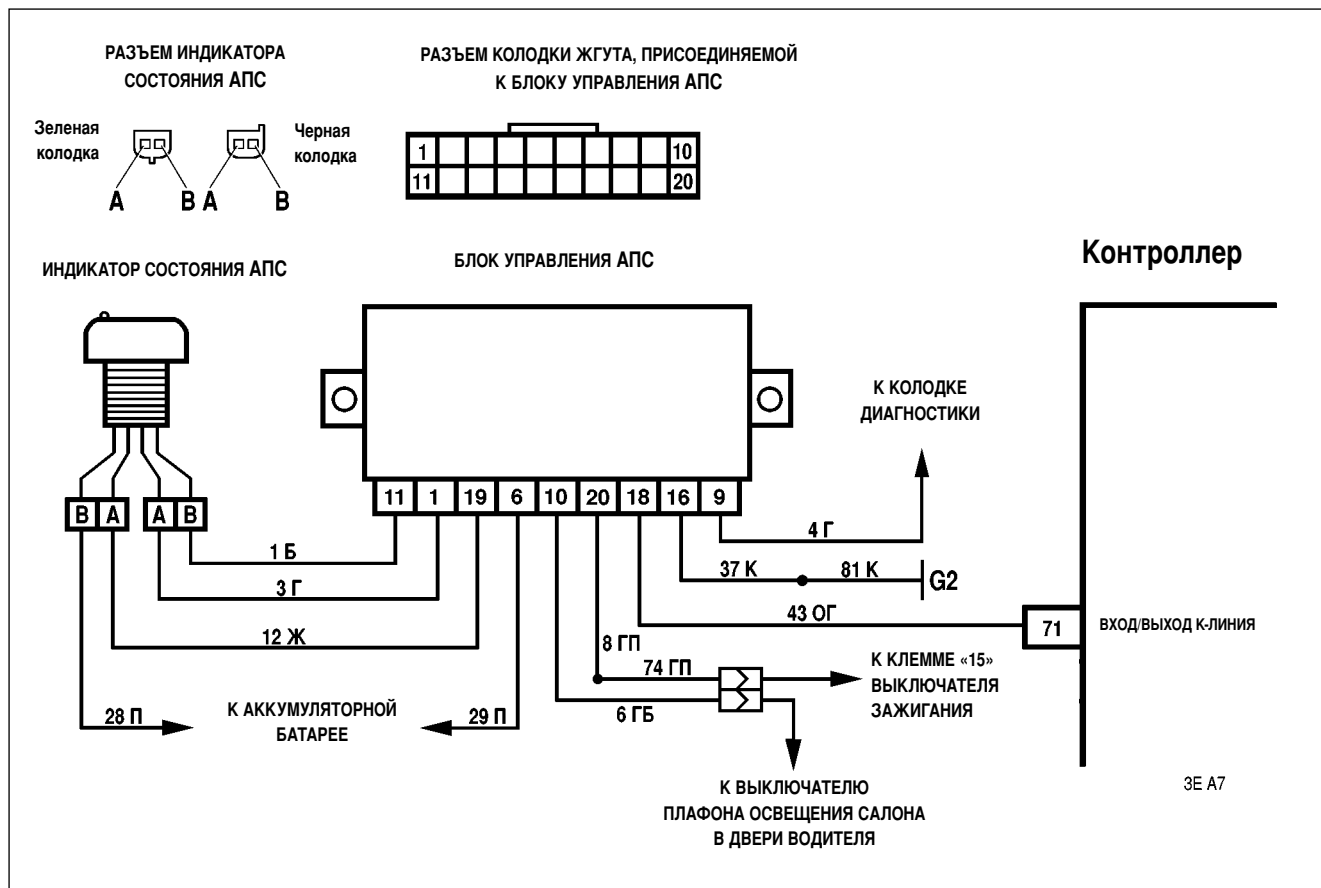 РАЗЪЕМ ИНДИКАТОРА
СОСТОЯНИЯ АПС
РАЗЪЕМ КОЛОДКИ ЖГУТА, ПРИСОЕДИНЯЕМОЙ
К БЛОКУ УПРАВЛЕНИЯ АПС
Зеленая
колодка
Черная
колодка
A B A B
1 10
11 20
ИНДИКАТОР СОСТОЯНИЯ АПС
БЛОК УПРАВЛЕНИЯ АПС
Контроллер
К КОЛОДКЕ
ДИАГНОСТИКИ
B A A B
11 1 19 6 10 20 18 16 9
1 Б
3 Г
12 Ж
28 П
К АККУМУЛЯТОРНОЙ
БАТАРЕЕ
29 П
4 Г
37 К 81 К G2
43 ОГ
71
ВХОД/ВЫХОД К-ЛИНИЯ
8 ГП
74 ГП
6 ГБ
К КЛЕММЕ «15»
ВЫКЛЮЧАТЕЛЯ
ЗАЖИГАНИЯ
К ВЫКЛЮЧАТЕЛЮ
ПЛАФОНА ОСВЕЩЕНИЯ САЛОНА
В ДВЕРИ ВОДИТЕЛЯ
3E A7